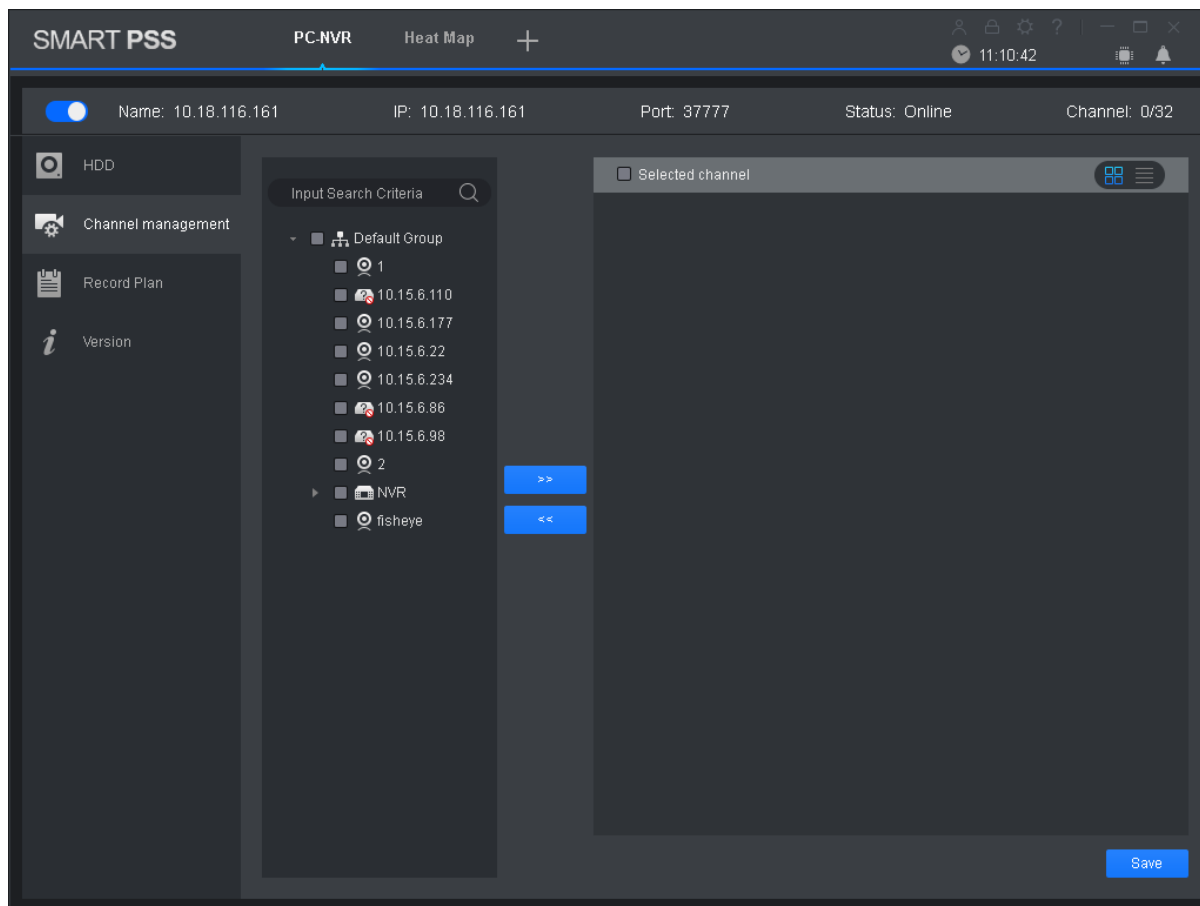 SMART PSS PC-NVR Heat Map
11:10:42
Name: 10.18.116.161 IP: 10.18.116.161 Port: 37777 Status: Online Channel: 0/32
HDD
Channel management
Record Plan
Version
Input Search Criteria
Default Group
1
10.15.6.110
10.15.6.177
10.15.6.22
10.15.6.234
10.15.6.86
10.15.6.98
2
NVR
fisheye
>>
<<
Selected channel
Save